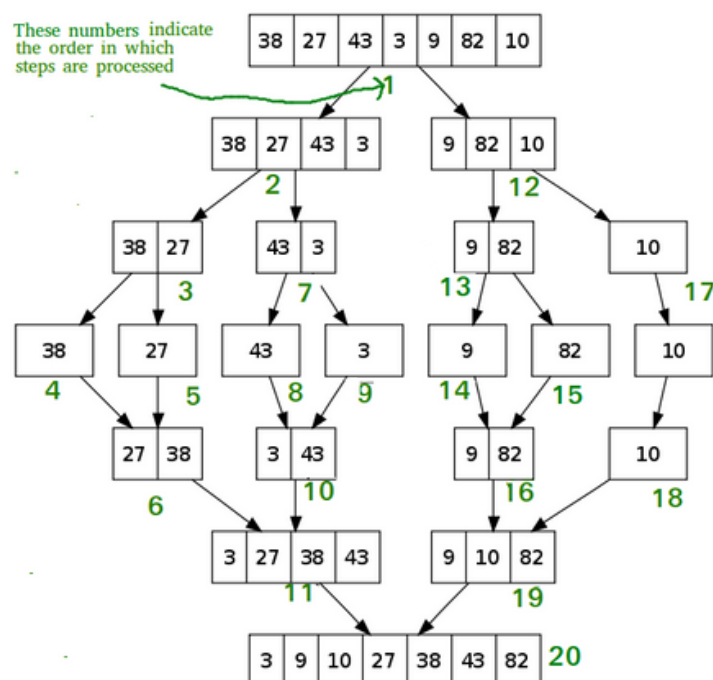 These numbers indicate
the order in which
steps are processed
38 27 43 3 9 82 10
1
38 27 43 3 9 82 10
2 12
38 27 43 3 9 82 10
3 7 13 17
38 27 43 3 9 82 10
4 5 8 9 14 15
27 38 3 43 9 82 10
6 10 16 18
3 27 38 43 9 10 82
11 19
3 9 10 27 38 43 82 20